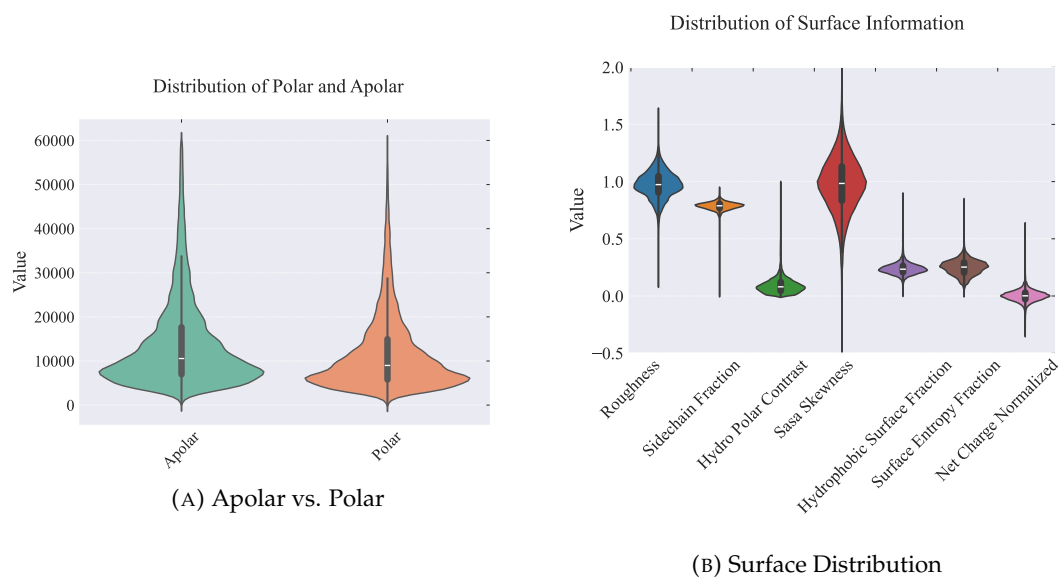 Distribution of Polar and Apolar
Value
60000
50000
40000
30000
20000
10000
0
Apolar
Polar
(A) Apolar vs. Polar
Distribution of Surface Information
Value
2.0
1.5
1.0
0.5
0.0
−0.5
Roughness
Sidechain Fraction
Hydro Polar Contrast
Sasa Skewness
Hydrophobic Surface Fraction
Surface Entropy Fraction
Net Charge Normalized
(B) Surface Distribution